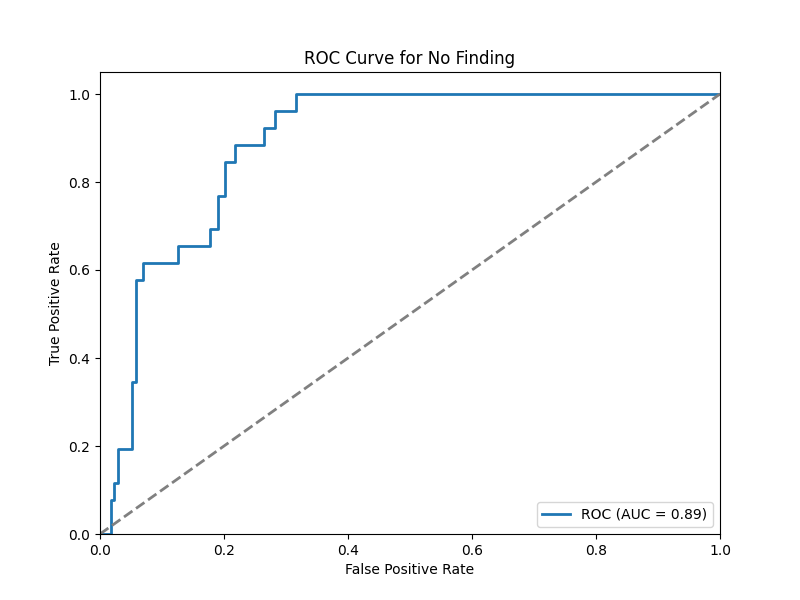 ROC Curve for No Finding
1.0
0.8
0.6
0.4
0.2
0.0
True Positive Rate
ROC (AUC = 0.89)
0.0 0.2 0.4 0.6 0.8 1.0
False Positive Rate